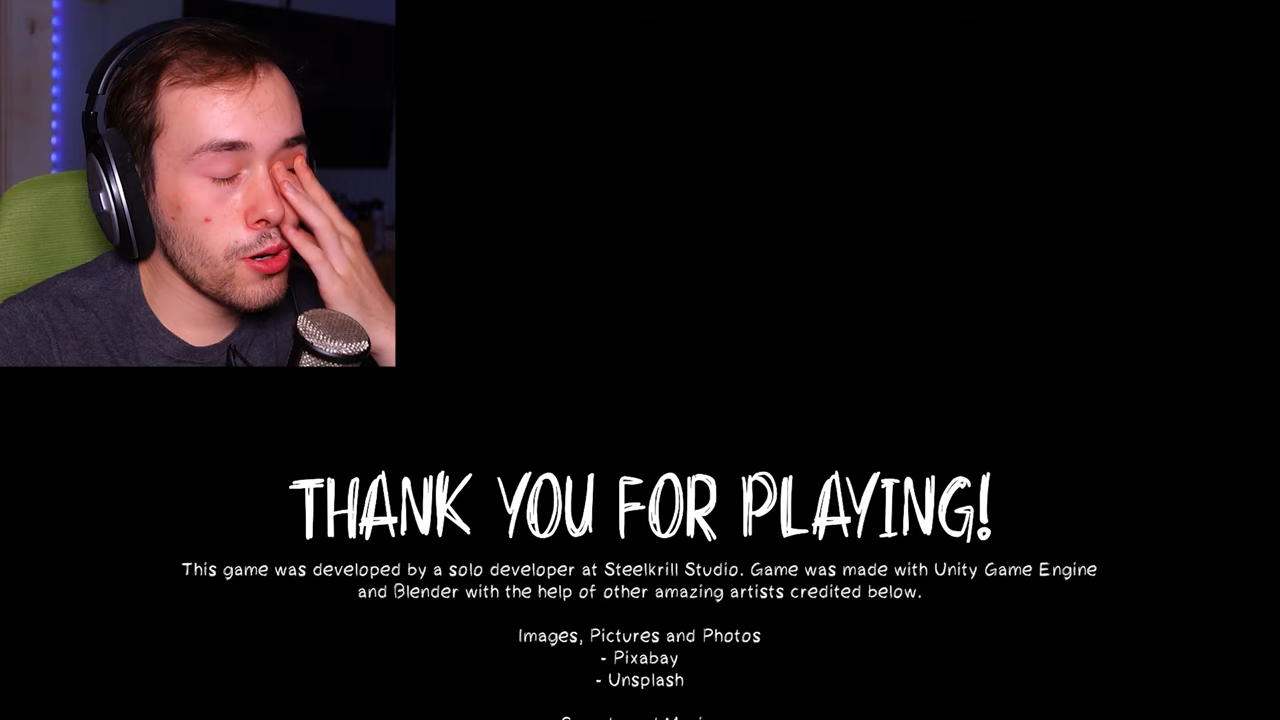 THANK YOU FOR PLAYING!
This game was developed by a solo developer at Steelkrill Studio. Game was made with Unity Game Engine
and Blender with the help of other amazing artists credited below.
Images, Pictures and Photos
- Pixabay
- Unsplash